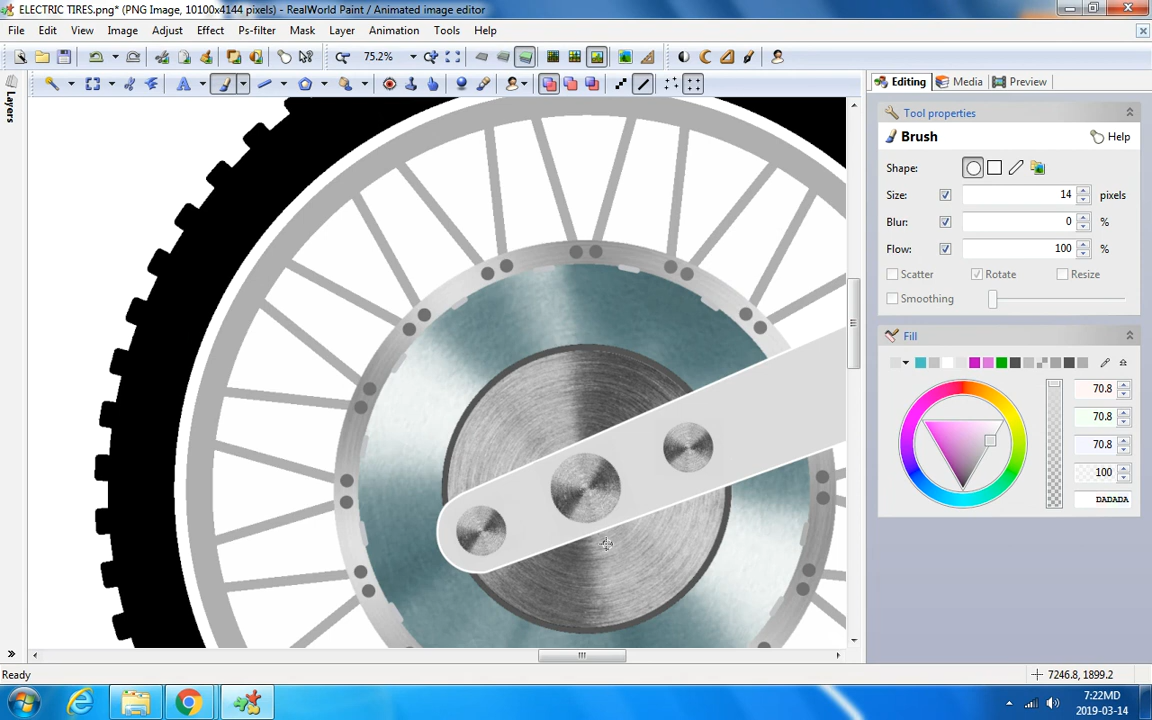 ELECTRIC TIRES.png* (PNG Image, 10100x4144 pixels) - RealWorld Paint / Animated image editor
File Edit View Image Adjust Effect Ps-filter Mask Layer Animation Tools Help
75.2%
Layers
Editing Media Preview
Tool properties
Brush Help
Shape:
Size: 14 pixels
Blur: 0 %
Flow: 100 %
Scatter Rotate Resize
Smoothing
Fill
70.8
70.8
70.8
100
DADADA
Ready 7246.8, 1899.2
7:22MD
2019-03-14